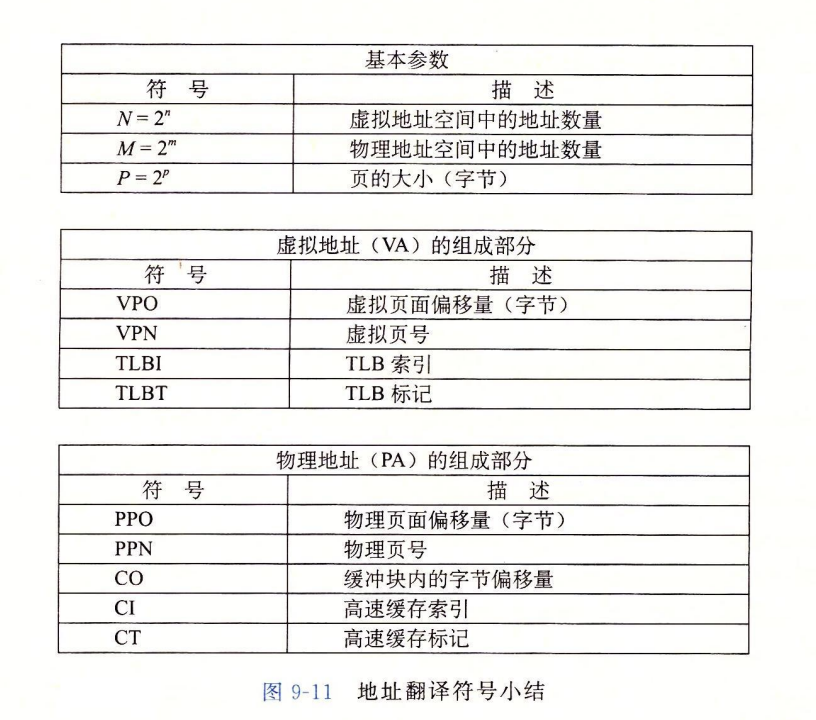 基本参数
符 号 描 述
N = 2ⁿ 虚拟地址空间中的地址数量
M = 2ᵐ 物理地址空间中的地址数量
P = 2ᵖ 页的大小（字节）
虚拟地址（VA）的组成部分
符 号 描 述
VPO 虚拟页面偏移量（字节）
VPN 虚拟页号
TLBI TLB 索引
TLBT TLB 标记
物理地址（PA）的组成部分
符 号 描 述
PPO 物理页面偏移量（字节）
PPN 物理页号
CO 缓冲块内的字节偏移量
CI 高速缓存索引
CT 高速缓存标记
图 9-11 地址翻译符号小结